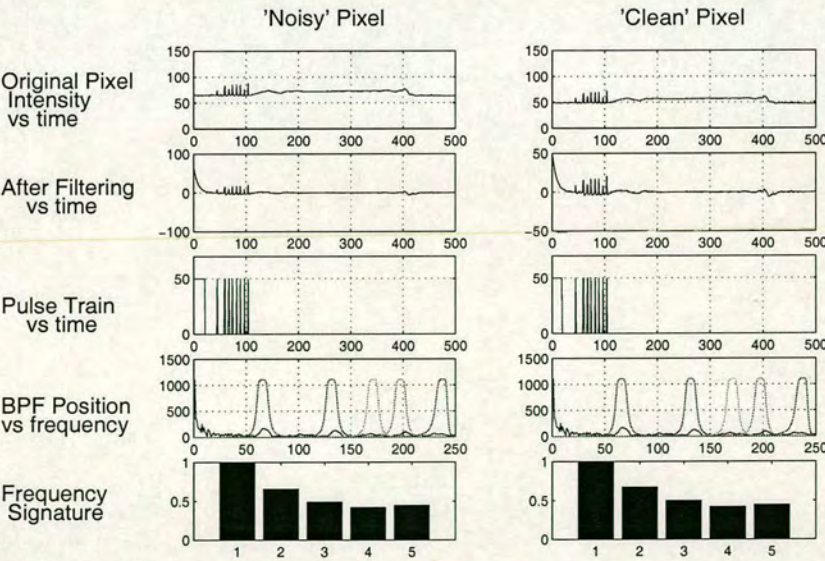 'Noisy' Pixel 'Clean' Pixel
Original Pixel
Intensity
vs time
150
100
50
0
0 100 200 300 400 500
150
100
50
0
0 100 200 300 400 500
After Filtering
vs time
100
0
−100
0 100 200 300 400 500
50
0
−50
0 100 200 300 400 500
Pulse Train
vs time
50
0
0 100 200 300 400 500
50
0
0 100 200 300 400 500
BPF Position
vs frequency
1500
1000
500
0
0 50 100 150 200 250
1500
1000
500
0
0 50 100 150 200 250
Frequency
Signature
1
0.5
0
1 2 3 4 5
1
0.5
0
1 2 3 4 5